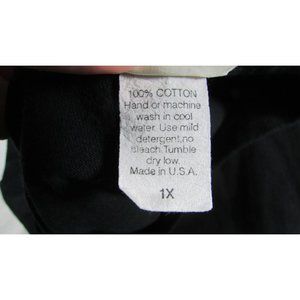 100% COTTON
Hand or machine
wash in cool
water. Use mild
detergent,no
bleach.Tumble
dry low.
Made in U.S.A.
1X